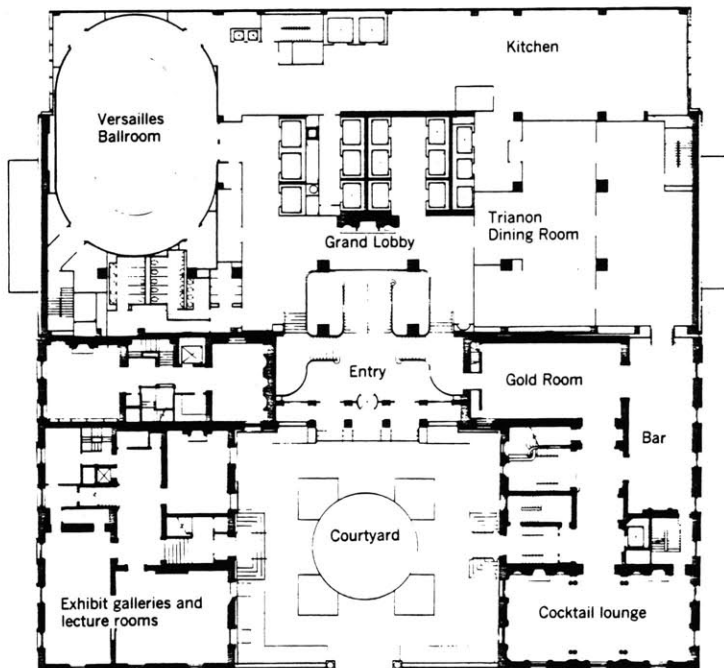 Kitchen
Versailles
Ballroom
Trianon
Dining Room
Grand Lobby
Entry
Gold Room
Bar
Courtyard
Exhibit galleries and
lecture rooms
Cocktail lounge